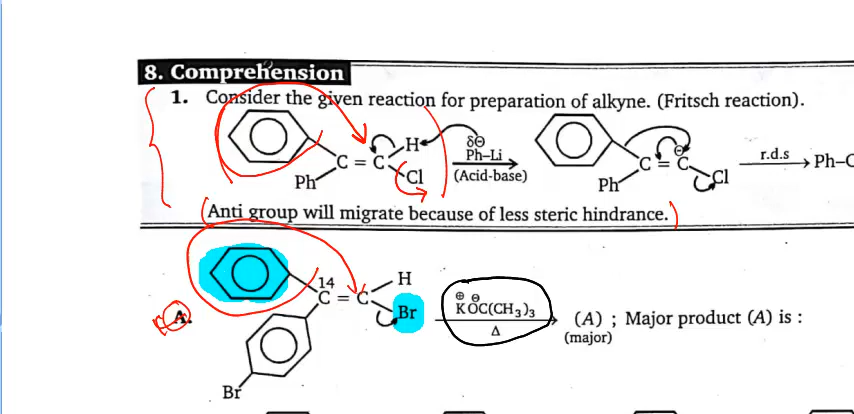 8. Comprehension
1. Consider the given reaction for preparation of alkyne. (Fritsch reaction).
H
δ⊖
Ph–Li
(Acid-base)
C = C
Ph
Cl
⊖
C = C
Ph
Cl
r.d.s
Ph–C
(Anti group will migrate because of less steric hindrance.)
A.
14
C = C
H
Br
Br
⊕ ⊖
KOC(CH3)3
Δ
(A) ; Major product (A) is :
(major)